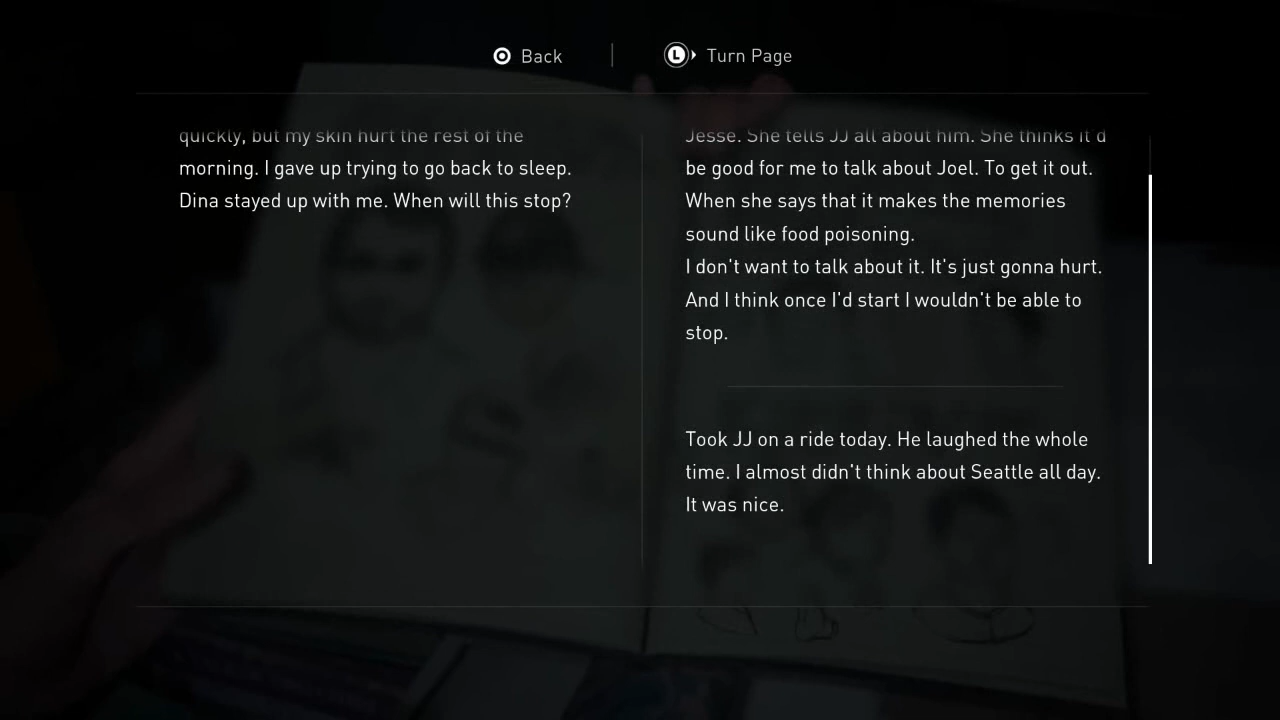 Back
L Turn Page
quickly, but my skin hurt the rest of the
morning. I gave up trying to go back to sleep.
Dina stayed up with me. When will this stop?
Jesse. She tells JJ all about him. She thinks it'd
be good for me to talk about Joel. To get it out.
When she says that it makes the memories
sound like food poisoning.
I don't want to talk about it. It's just gonna hurt.
And I think once I'd start I wouldn't be able to
stop.
Took JJ on a ride today. He laughed the whole
time. I almost didn't think about Seattle all day.
It was nice.